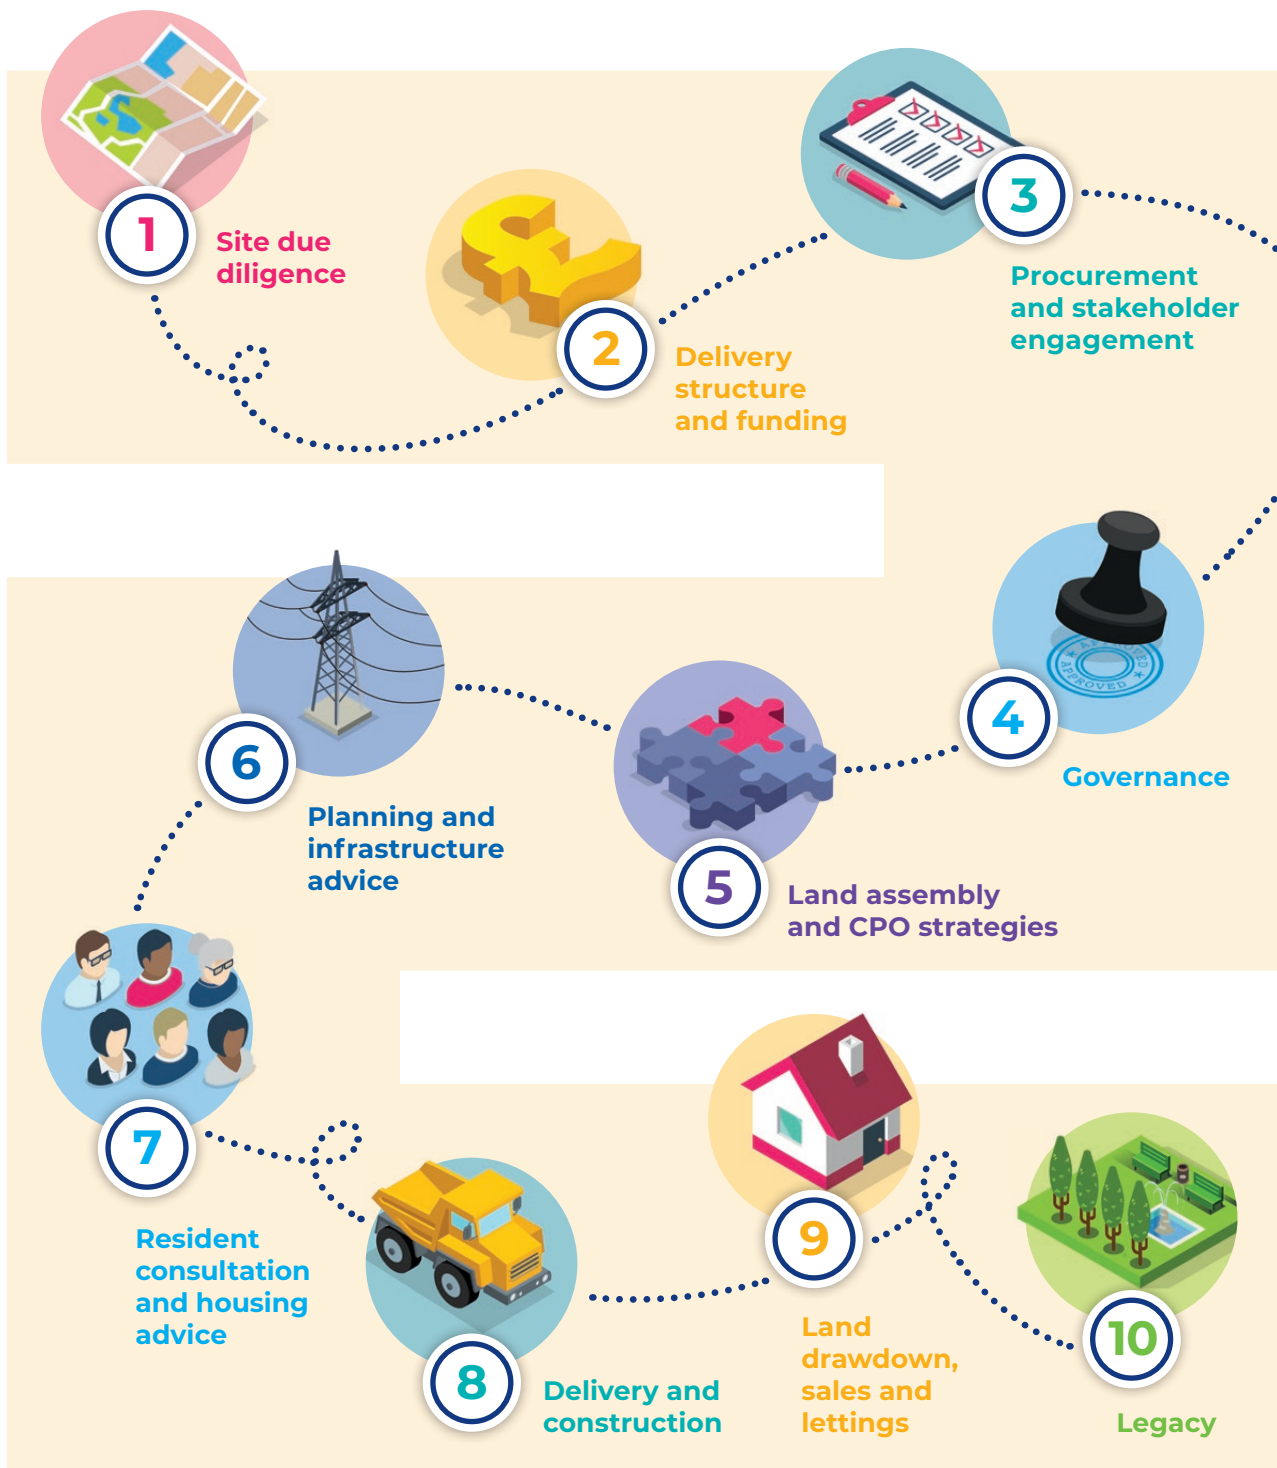 1
Site due
diligence
2
Delivery
structure
and funding
3
Procurement
and stakeholder
engagement
APPROVED
APPROVED
4
Governance
5
Land assembly
and CPO strategies
6
Planning and
infrastructure
advice
7
Resident
consultation
and housing
advice
8
Delivery and
construction
9
Land
drawdown,
sales and
lettings
10
Legacy